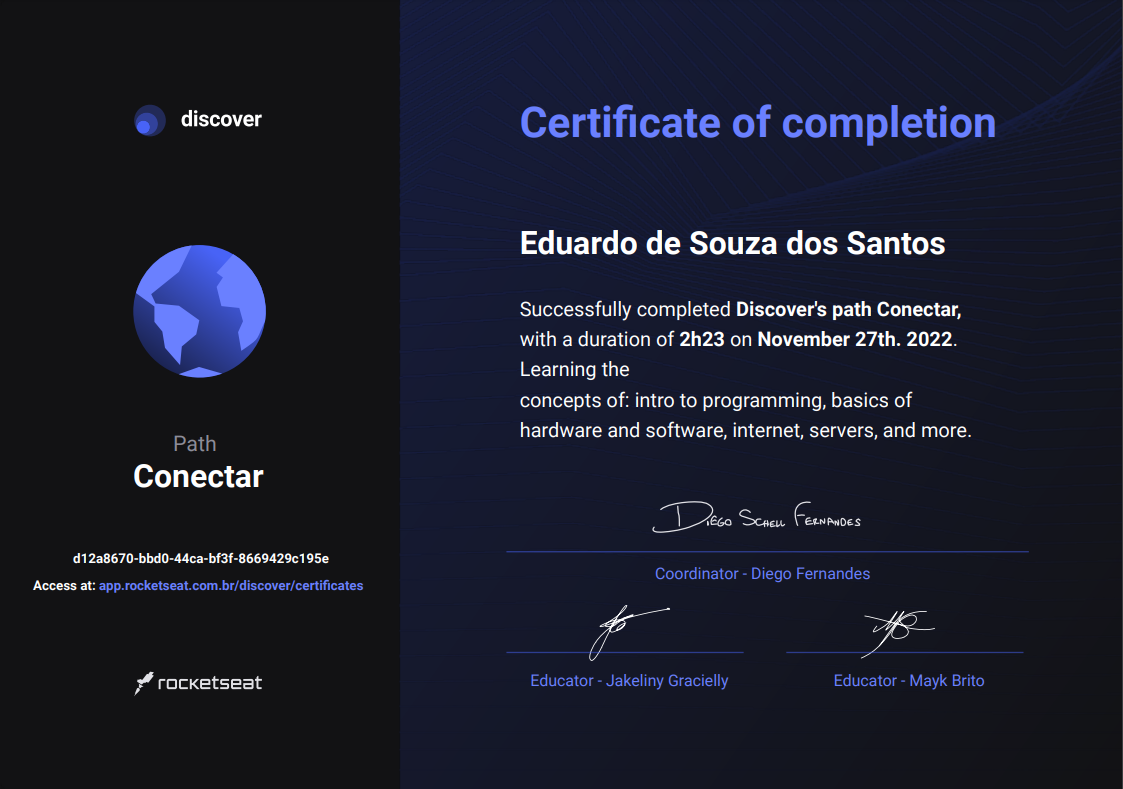 discover
Path
Conectar
d12a8670-bbd0-44ca-bf3f-8669429c195e
Access at: app.rocketseat.com.br/discover/certificates
rocketseat
Certificate of completion
Eduardo de Souza dos Santos
Successfully completed Discover's path Conectar,
with a duration of 2h23 on November 27th. 2022.
Learning the
concepts of: intro to programming, basics of
hardware and software, internet, servers, and more.
Diego Schell Fernandes
Coordinator - Diego Fernandes
Educator - Jakeliny Gracielly
Educator - Mayk Brito